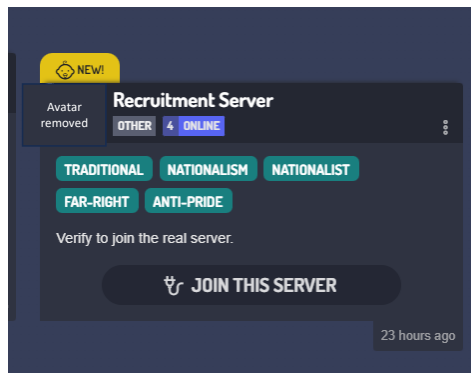 NEW!
Avatar
removed
Recruitment Server
OTHER 4 ONLINE
TRADITIONAL NATIONALISM NATIONALIST
FAR-RIGHT ANTI-PRIDE
Verify to join the real server.
JOIN THIS SERVER
23 hours ago